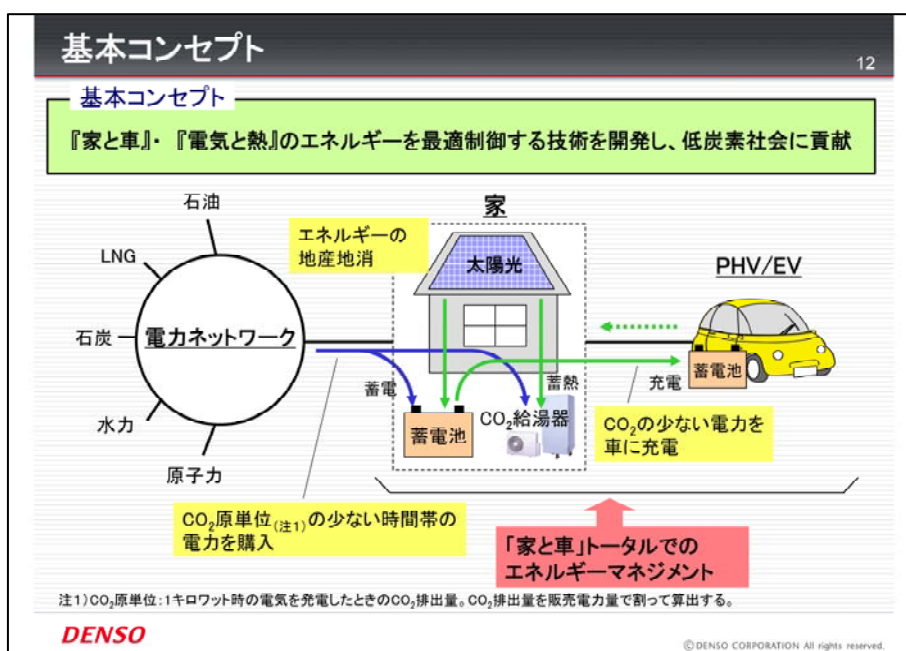 基本コンセプト
12
基本コンセプト
『家と車』・『電気と熱』のエネルギーを最適制御する技術を開発し、低炭素社会に貢献
石油
LNG
石炭
水力
原子力
電力ネットワーク
エネルギーの
地産地消
家
太陽光
PHV/EV
蓄電
蓄電池
蓄熱
CO₂給湯器
充電
蓄電池
CO₂の少ない電力を
車に充電
CO₂原単位(注1)の少ない時間帯の
電力を購入
「家と車」トータルでの
エネルギーマネジメント
注1)CO₂原単位:1キロワット時の電気を発電したときのCO₂排出量。CO₂排出量を販売電力量で割って算出する。
DENSO
© DENSO CORPORATION All rights reserved.